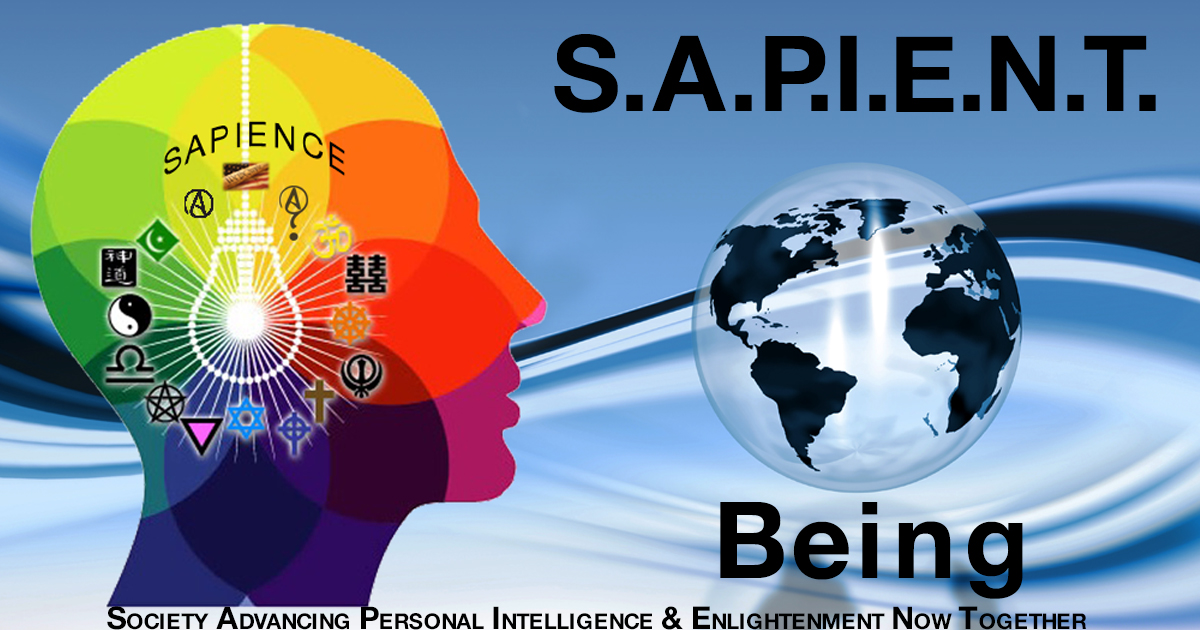 S.A.P.I.E.N.T.
SAPIENCE
神
道
囍
ॐ
Being
SOCIETY ADVANCING PERSONAL INTELLIGENCE & ENLIGHTENMENT NOW TOGETHER